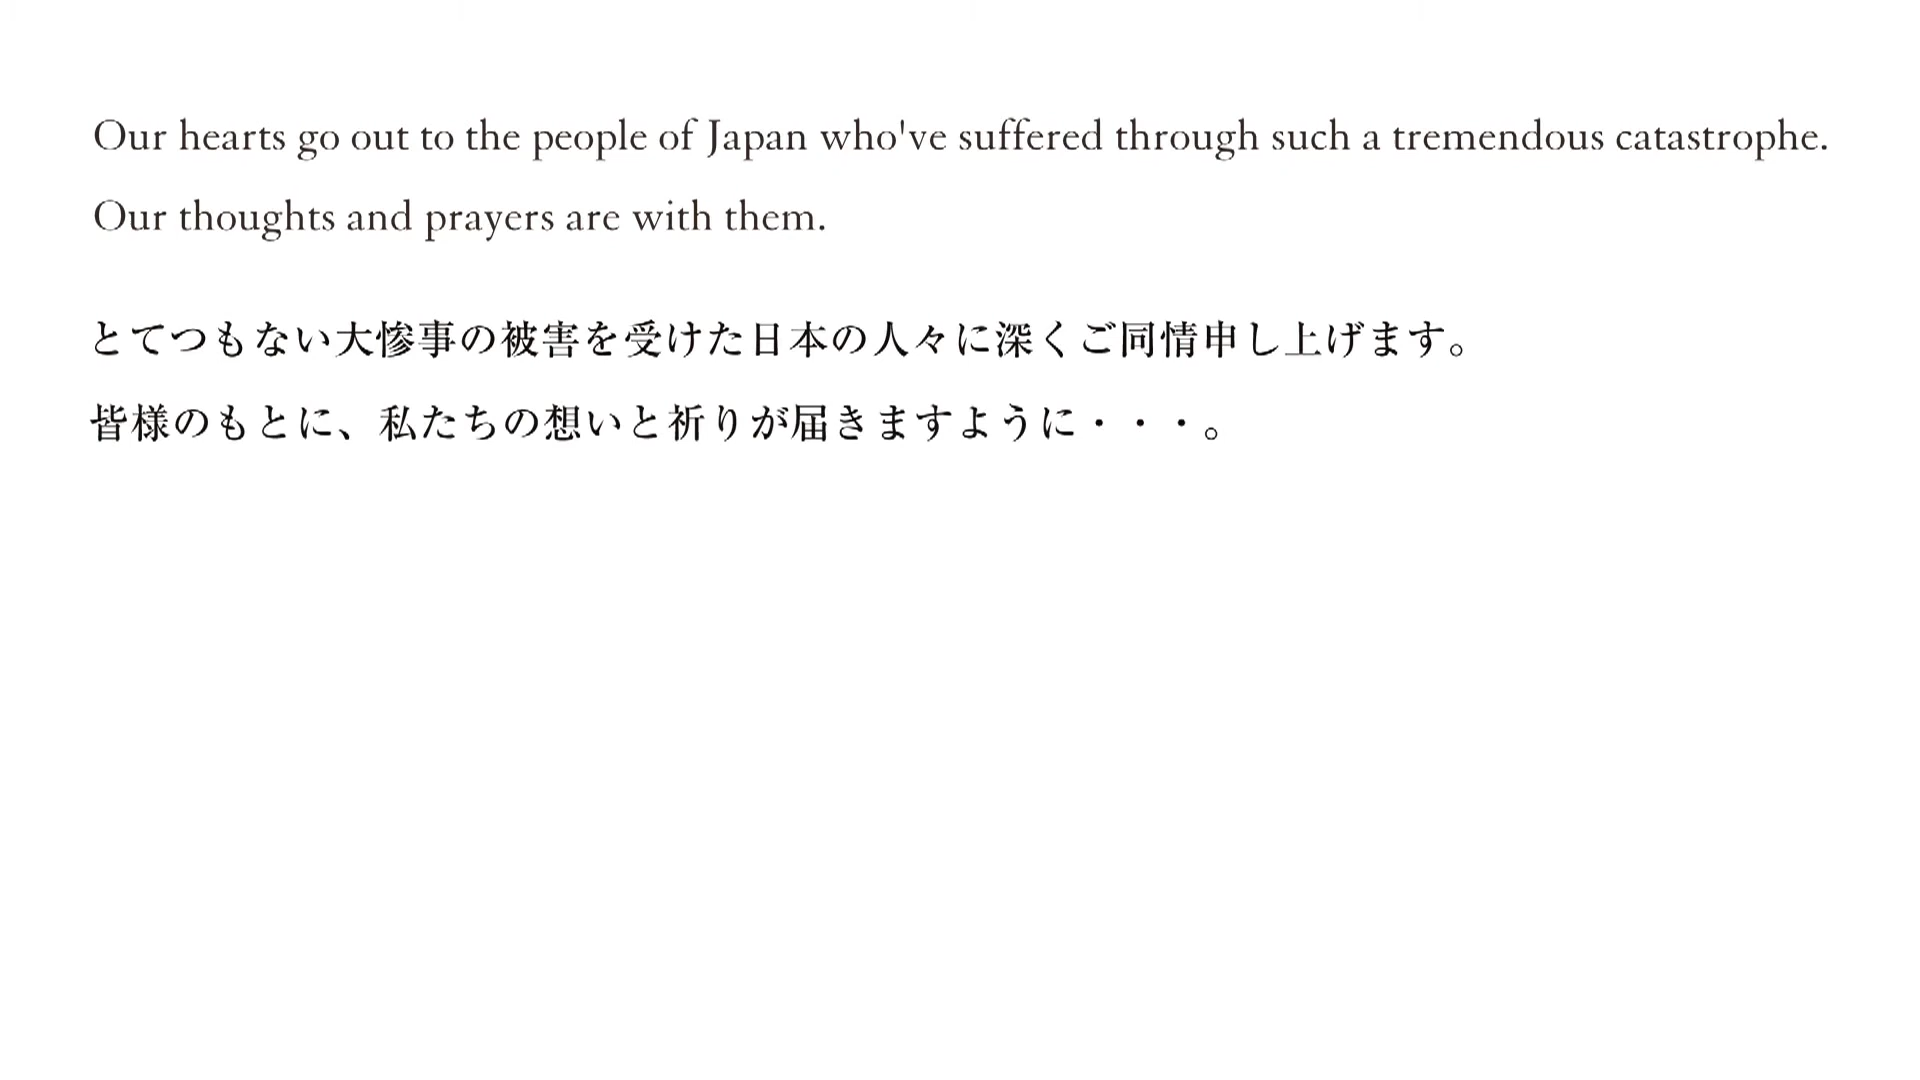 Our hearts go out to the people of Japan who've suffered through such a tremendous catastrophe.
Our thoughts and prayers are with them.
とてつもない大惨事の被害を受けた日本の人々に深くご同情申し上げます。
皆様のもとに、私たちの想いと祈りが届きますように・・・。